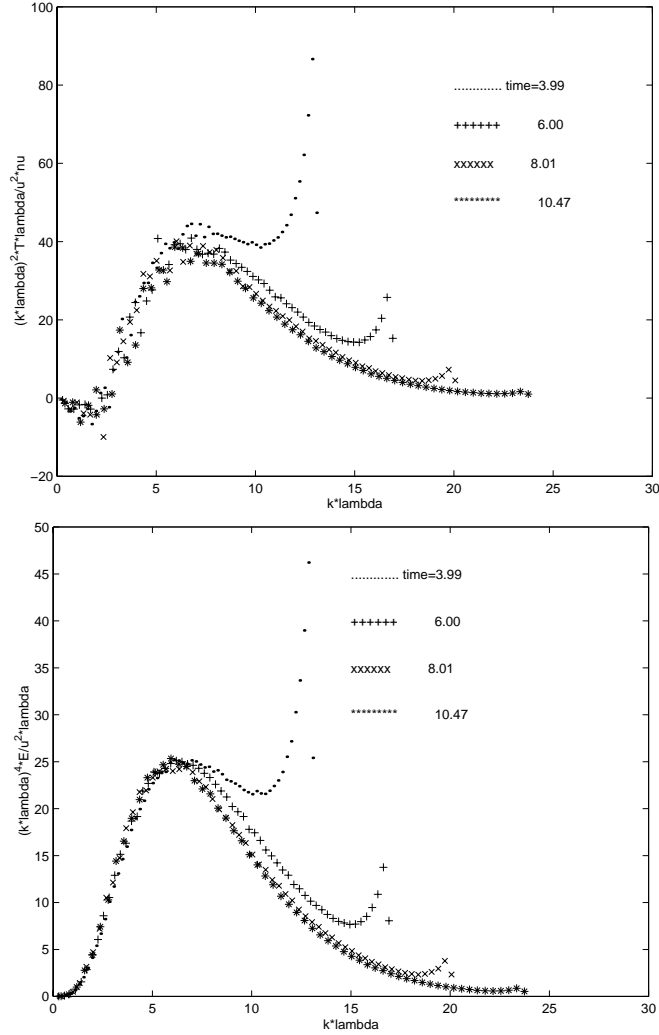 100
80
60
40
20
0
−20
0 5 10 15 20 25 30
(k*lambda)²*T*lambda/u²*nu
k*lambda
............. time=3.99
++++++ 6.00
xxxxxx 8.01
********* 10.47
50
45
40
35
30
25
20
15
10
5
0
0 5 10 15 20 25 30
(k*lambda)⁴*E/u²*lambda
k*lambda
............. time=3.99
++++++ 6.00
xxxxxx 8.01
********* 10.47